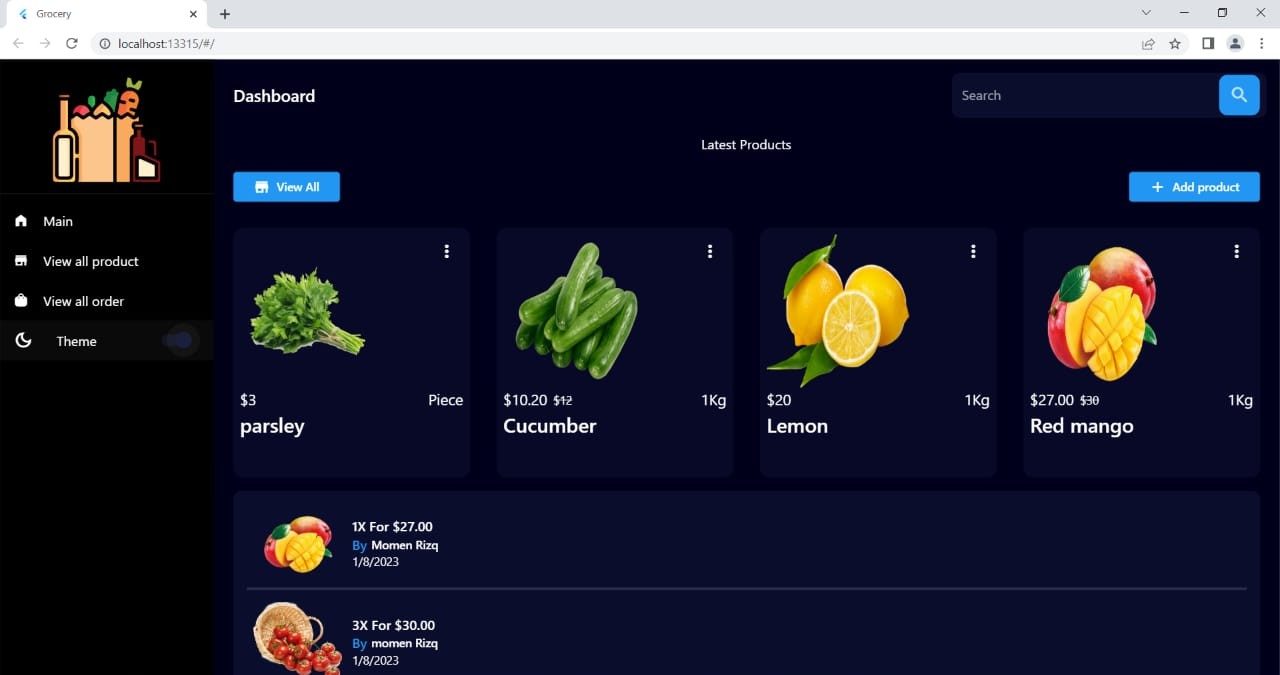 Grocery
localhost:13315/#/
Dashboard
Search
Latest Products
View All
Add product
Main
View all product
View all order
Theme
$3 Piece
parsley
$10.20 $12 1Kg
Cucumber
$20 1Kg
Lemon
$27.00 $30 1Kg
Red mango
1X For $27.00
By Momen Rizq
1/8/2023
3X For $30.00
By momen Rizq
1/8/2023